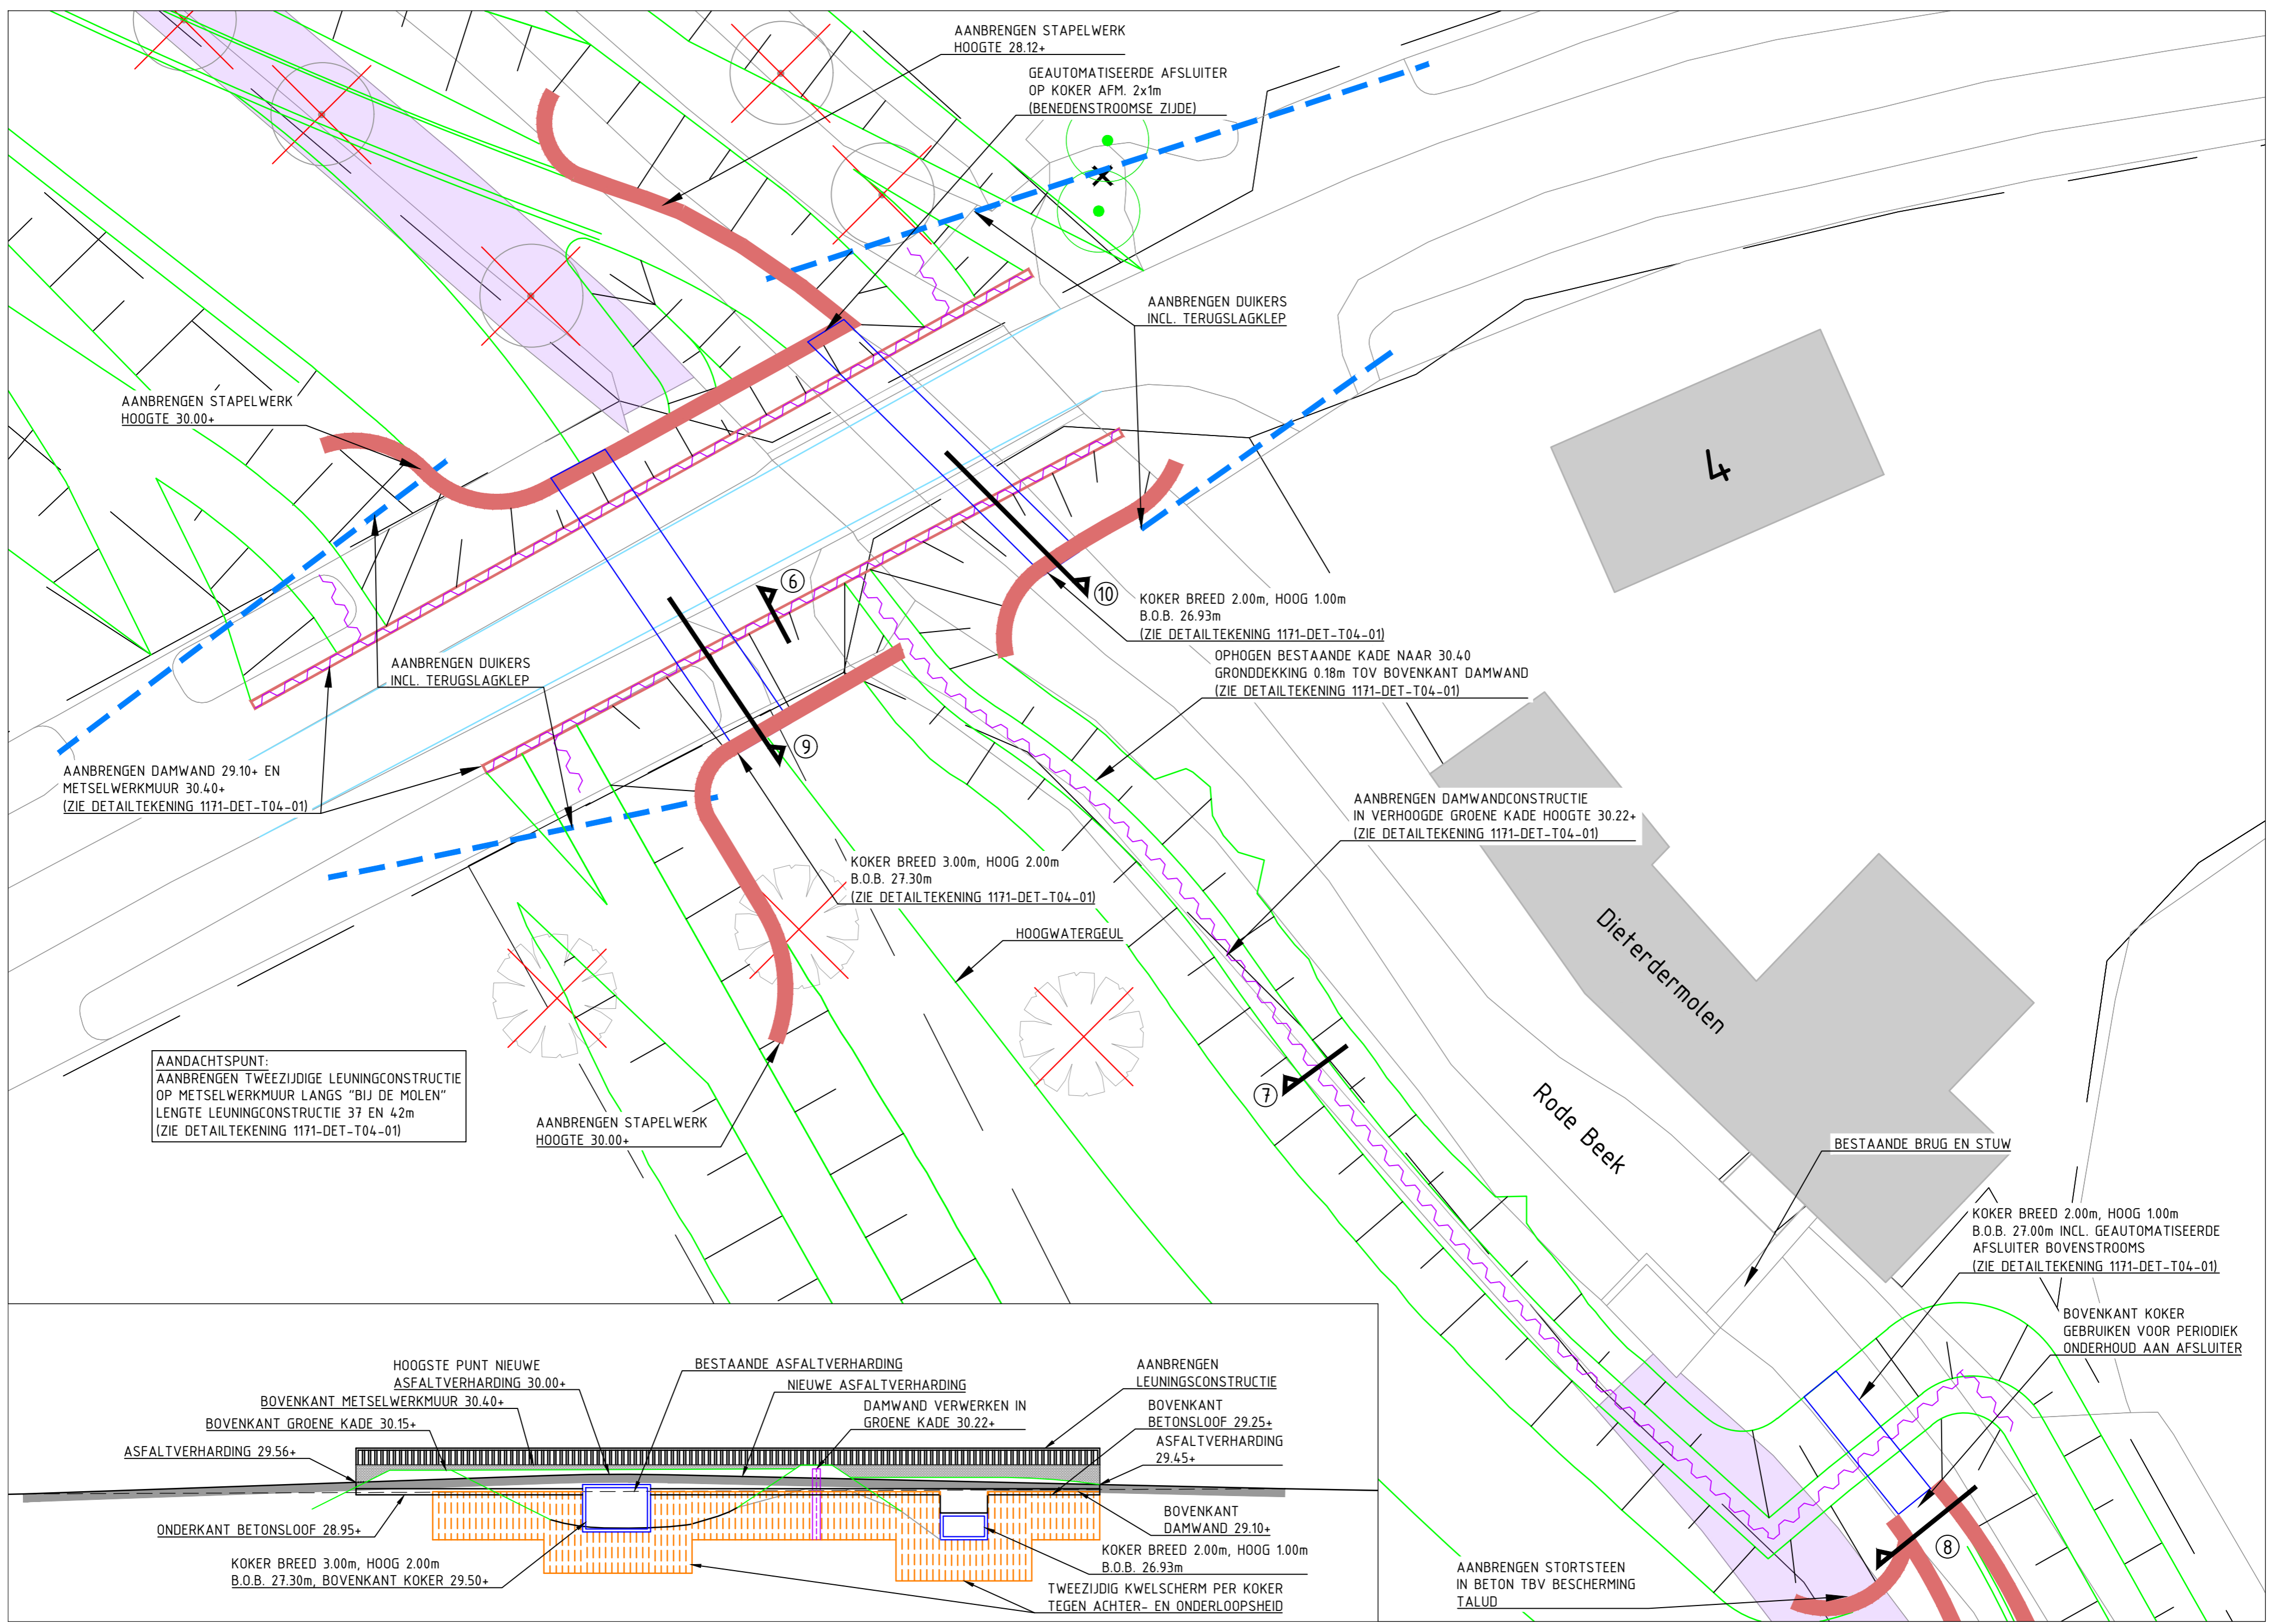 AANBRENGEN STAPELWERK
HOOGTE 28.12+
GEAUTOMATISEERDE AFSLUITER
OP KOKER AFM. 2x1m
(BENEDENSTROOMSE ZIJDE)
AANBRENGEN DUIKERS
INCL. TERUGSLAGKLEP
AANBRENGEN STAPELWERK
HOOGTE 30.00+
4
6
10
KOKER BREED 2.00m, HOOG 1.00m
B.O.B. 26.93m
(ZIE DETAILTEKENING 1171-DET-T04-01)
AANBRENGEN DUIKERS
INCL. TERUGSLAGKLEP
OPHOGEN BESTAANDE KADE NAAR 30.40
GRONDDEKKING 0.18m TOV BOVENKANT DAMWAND
(ZIE DETAILTEKENING 1171-DET-T04-01)
9
AANBRENGEN DAMWAND 29.10+ EN
METSELWERKMUUR 30.40+
(ZIE DETAILTEKENING 1171-DET-T04-01)
AANBRENGEN DAMWANDCONSTRUCTIE
IN VERHOOGDE GROENE KADE HOOGTE 30.22+
(ZIE DETAILTEKENING 1171-DET-T04-01)
KOKER BREED 3.00m, HOOG 2.00m
B.O.B. 27.30m
(ZIE DETAILTEKENING 1171-DET-T04-01)
HOOGWATERGEUL
Dieterdermolen
AANDACHTSPUNT:
AANBRENGEN TWEEZIJDIGE LEUNINGCONSTRUCTIE
OP METSELWERKMUUR LANGS "BIJ DE MOLEN"
LENGTE LEUNINGCONSTRUCTIE 37 EN 42m
(ZIE DETAILTEKENING 1171-DET-T04-01)
7
AANBRENGEN STAPELWERK
HOOGTE 30.00+
Rode Beek
BESTAANDE BRUG EN STUW
KOKER BREED 2.00m, HOOG 1.00m
B.O.B. 27.00m INCL. GEAUTOMATISEERDE
AFSLUITER BOVENSTROOMS
(ZIE DETAILTEKENING 1171-DET-T04-01)
BOVENKANT KOKER
GEBRUIKEN VOOR PERIODIEK
ONDERHOUD AAN AFSLUITER
8
AANBRENGEN STORTSTEEN
IN BETON TBV BESCHERMING
TALUD
HOOGSTE PUNT NIEUWE
ASFALTVERHARDING 30.00+
BOVENKANT METSELWERKMUUR 30.40+
BOVENKANT GROENE KADE 30.15+
ASFALTVERHARDING 29.56+
BESTAANDE ASFALTVERHARDING
NIEUWE ASFALTVERHARDING
DAMWAND VERWERKEN IN
GROENE KADE 30.22+
AANBRENGEN
LEUNINGSCONSTRUCTIE
BOVENKANT
BETONSLOOF 29.25+
ASFALTVERHARDING
29.45+
ONDERKANT BETONSLOOF 28.95+
BOVENKANT
DAMWAND 29.10+
KOKER BREED 3.00m, HOOG 2.00m
B.O.B. 27.30m, BOVENKANT KOKER 29.50+
KOKER BREED 2.00m, HOOG 1.00m
B.O.B. 26.93m
TWEEZIJDIG KWELSCHERM PER KOKER
TEGEN ACHTER- EN ONDERLOOPSHEID